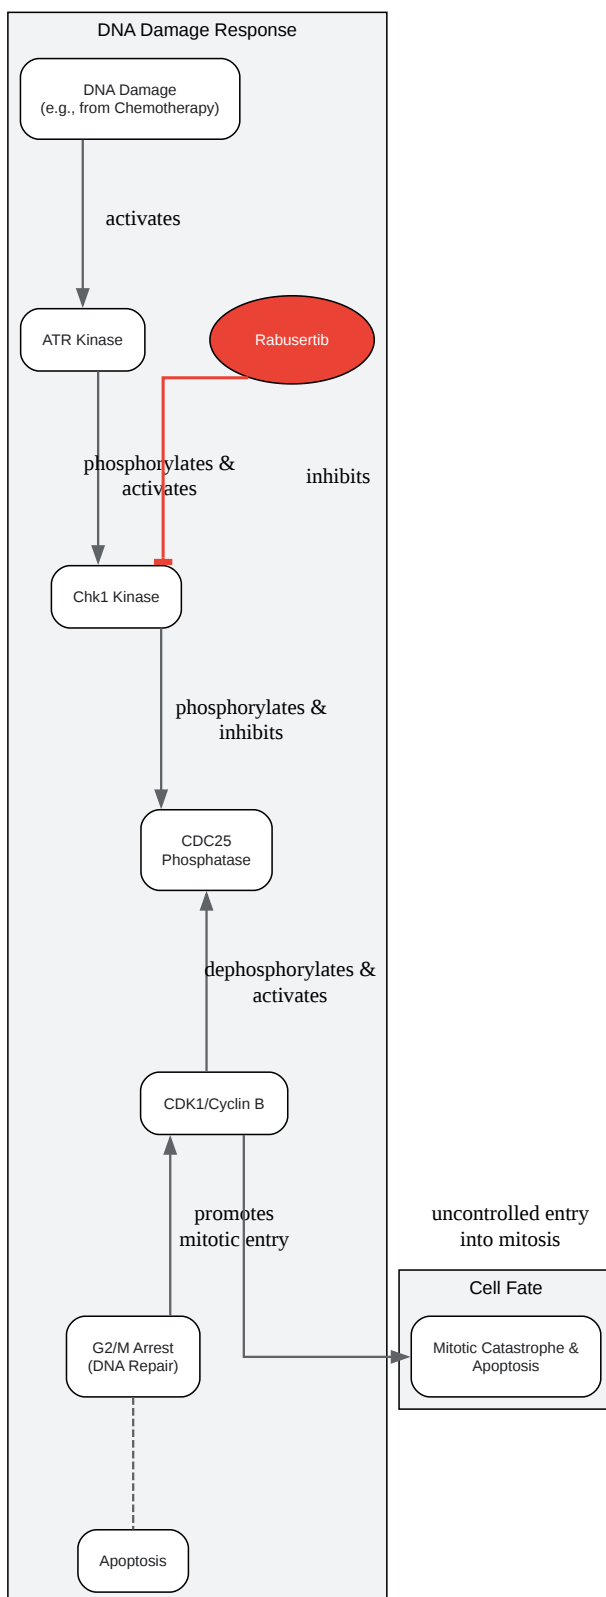 DNA Damage Response
DNA Damage
(e.g., from Chemotherapy)
activates
ATR Kinase
Rabusertib
phosphorylates &
activates
inhibits
Chk1 Kinase
phosphorylates &
inhibits
CDC25
Phosphatase
dephosphorylates &
activates
CDK1/Cyclin B
promotes
mitotic entry
uncontrolled entry
into mitosis
Cell Fate
G2/M Arrest
(DNA Repair)
Mitotic Catastrophe &
Apoptosis
Apoptosis